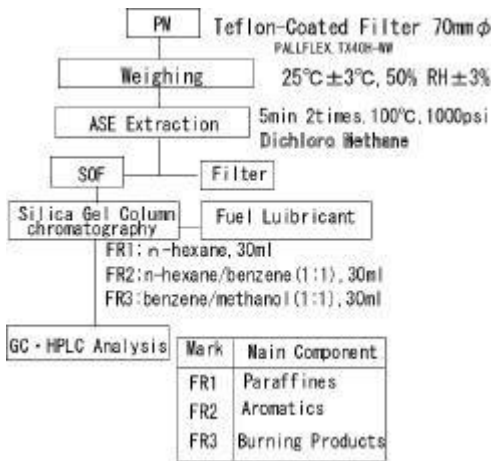 PM Teflon-Coated Filter 70mmφ
PALLFLEX, TX40H-WW
Weighing 25℃±3℃, 50% RH±3%
ASE Extraction 5min 2times, 100℃, 1000psi
Dichloro Methane
SOF Filter
Silica Gel Column
chromatography Fuel Luibricant
FR1:n-hexane, 30ml
FR2:n-hexane/benzene(1:1), 30ml
FR3:benzene/methanol(1:1), 30ml
GC・HPLC Analysis
Mark Main Component
FR1 Paraffines
FR2 Aromatics
FR3 Burning Products